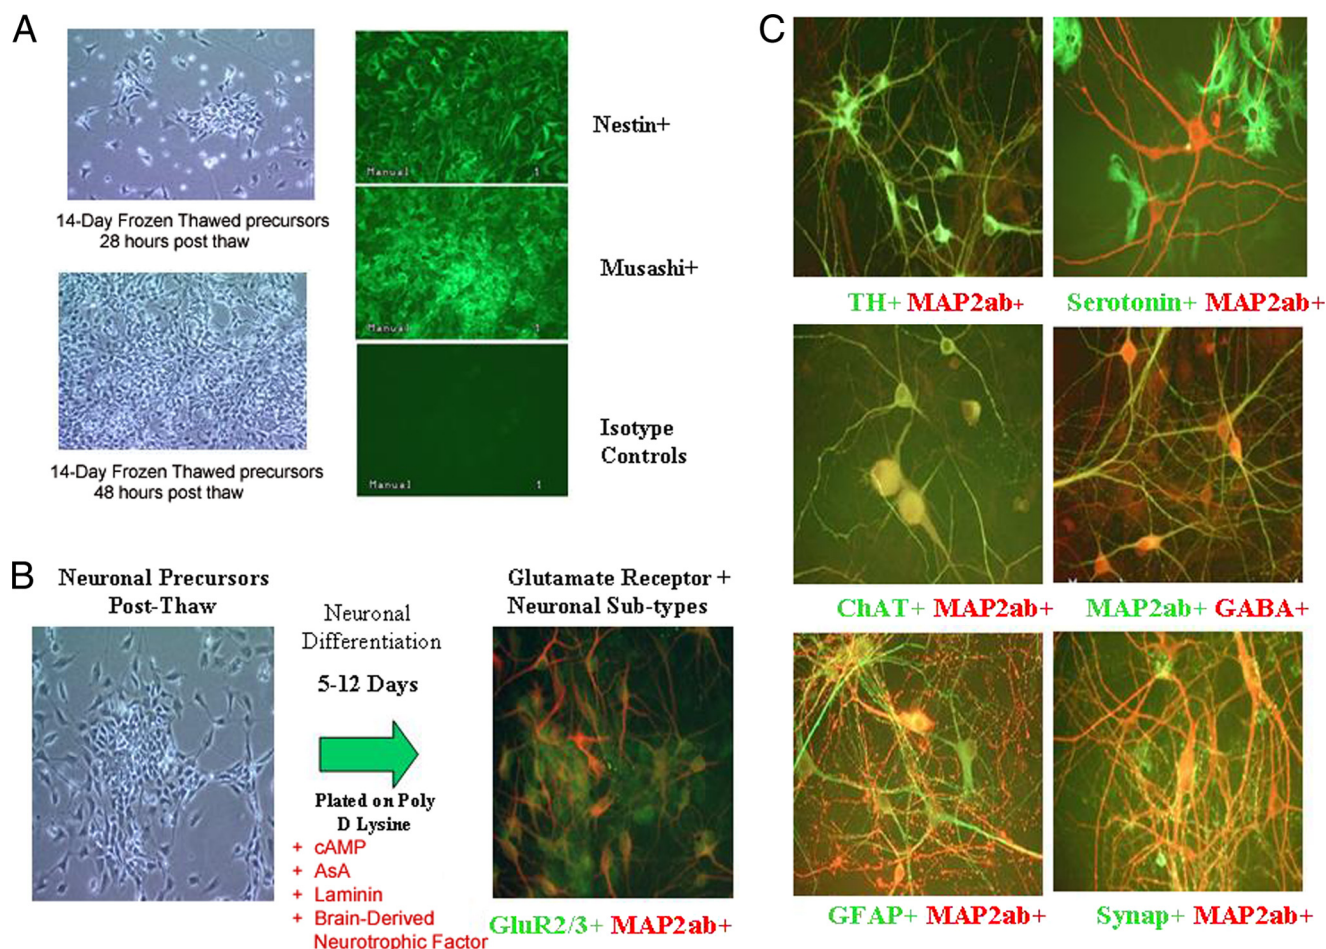 A
14-Day Frozen Thawed precursors
28 hours post thaw
14-Day Frozen Thawed precursors
48 hours post thaw
Manual 1
Nestin+
Manual 1
Musashi+
Manual 1
Isotype
Controls
B
Neuronal Precursors
Post-Thaw
Neuronal
Differentiation
5-12 Days
Plated on Poly
D Lysine
+ cAMP
+ AsA
+ Laminin
+ Brain-Derived
Neurotrophic Factor
Glutamate Receptor +
Neuronal Sub-types
GluR2/3+ MAP2ab+
C
TH+ MAP2ab+
Serotonin+ MAP2ab+
ChAT+ MAP2ab+
MAP2ab+ GABA+
GFAP+ MAP2ab+
Synap+ MAP2ab+